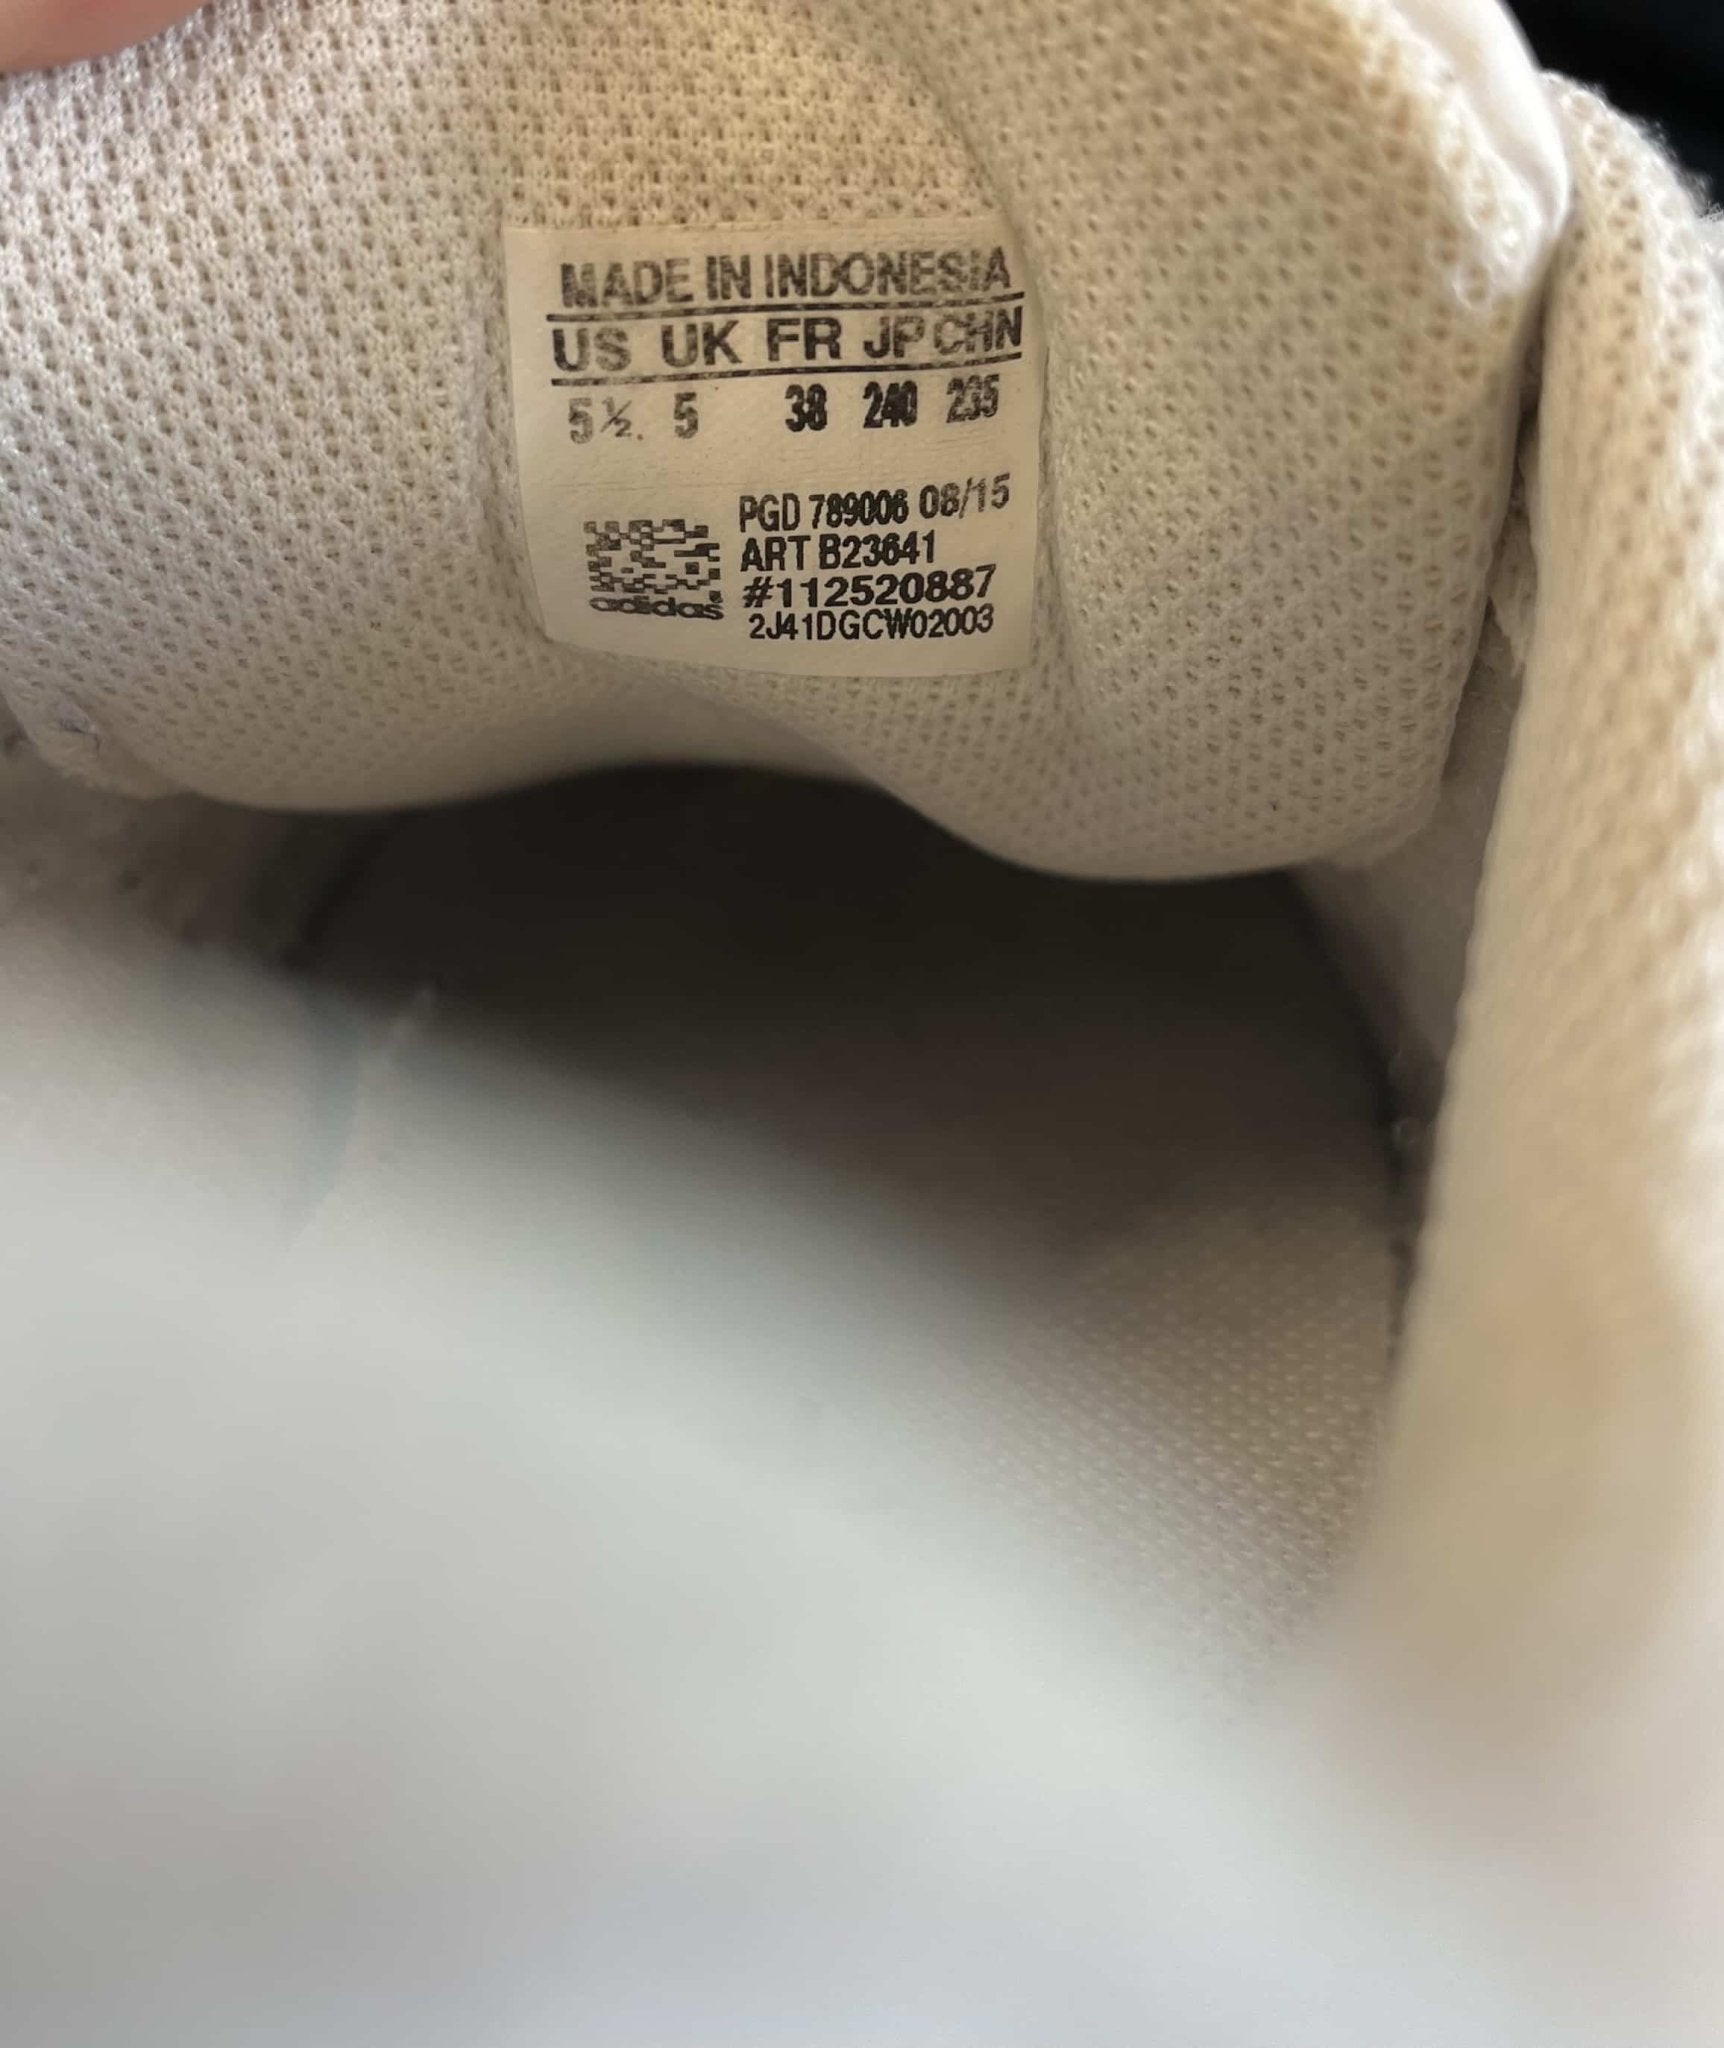 MADE IN INDONESIA
US UK FR JP CHN
5½. 5 38 240 235
PGD 789006 08/15
ART B23641
#112520887
2J41DGCW02003
adidas